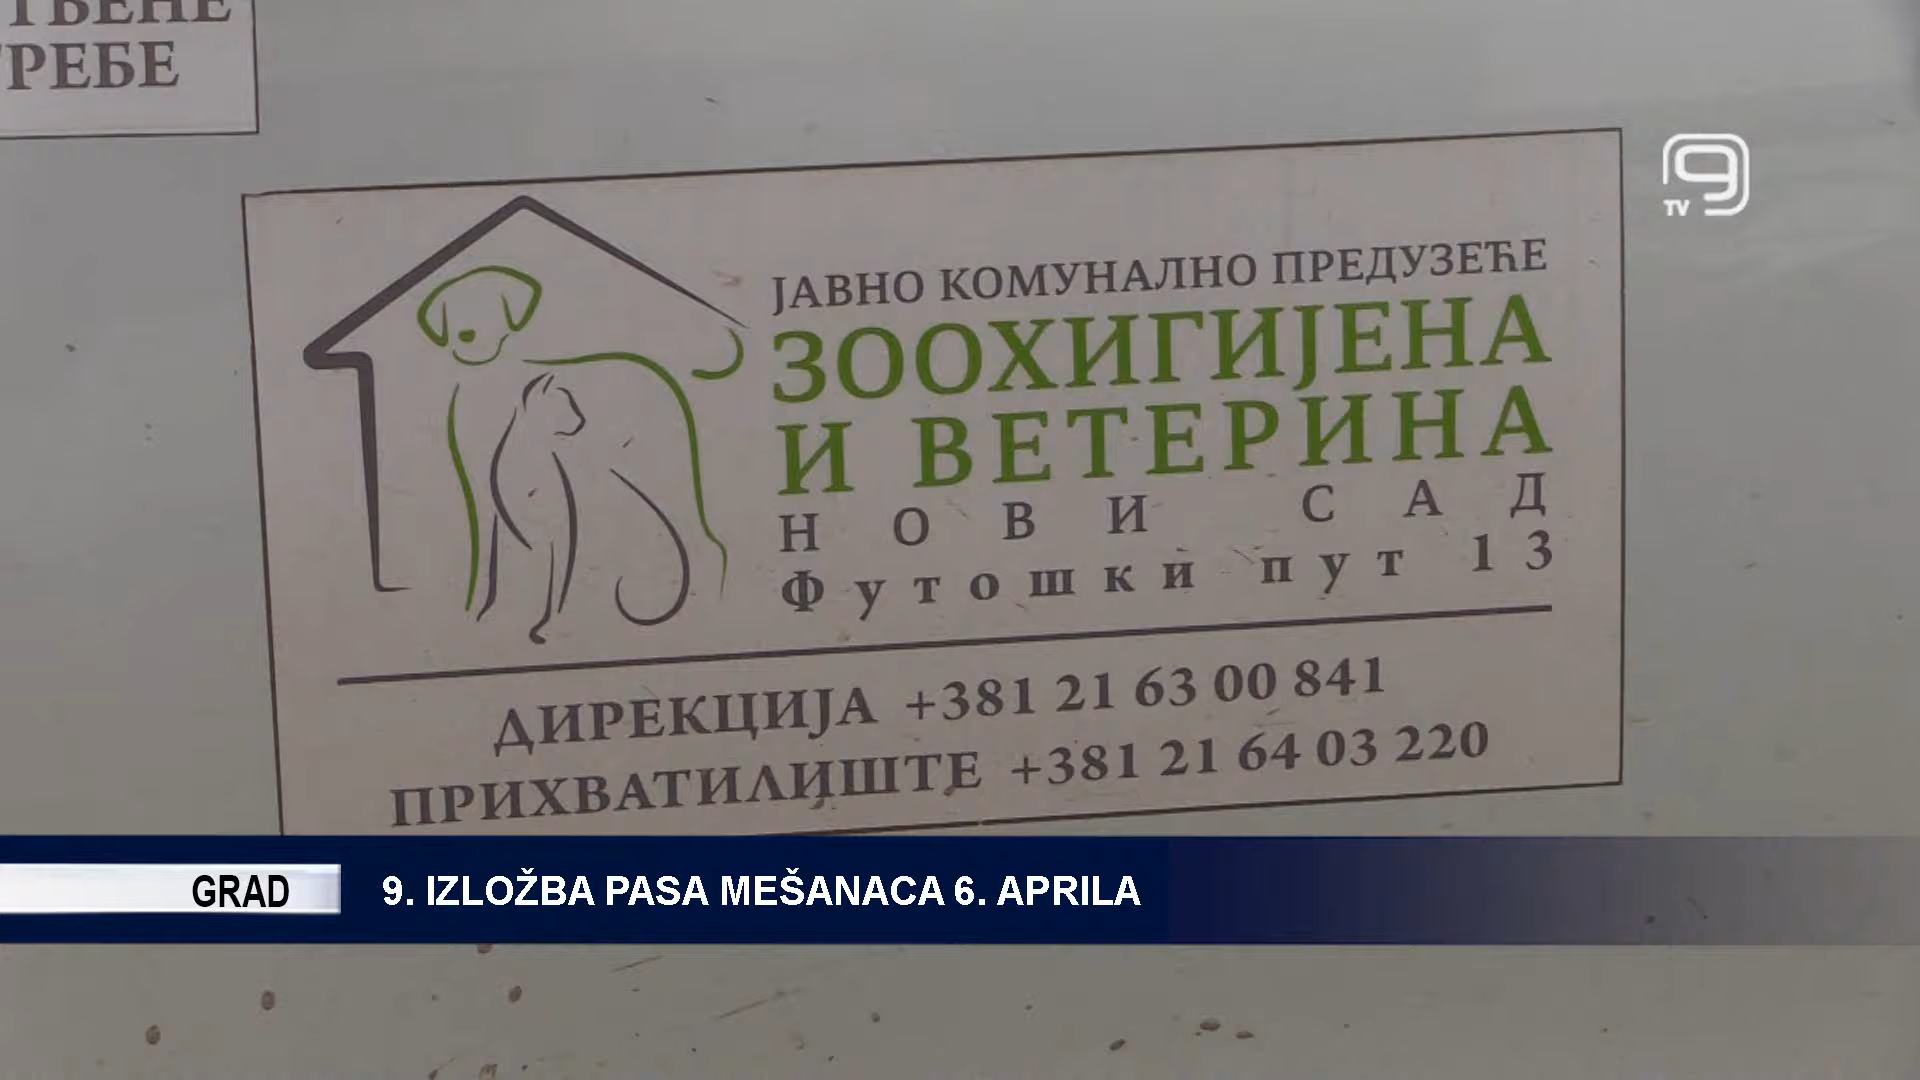 РЕБЕ
9
TV
ЈАВНО КОМУНАЛНО ПРЕДУЗЕЋЕ
ЗООХИГИЈЕНА
И ВЕТЕРИНА
НОВИ САД
Футошки пут 13
ДИРЕКЦИЈА +381 21 63 00 841
ПРИХВАТИЛИШТЕ +381 21 64 03 220
GRAD 9. IZLOŽBA PASA MEŠANACA 6. APRILA